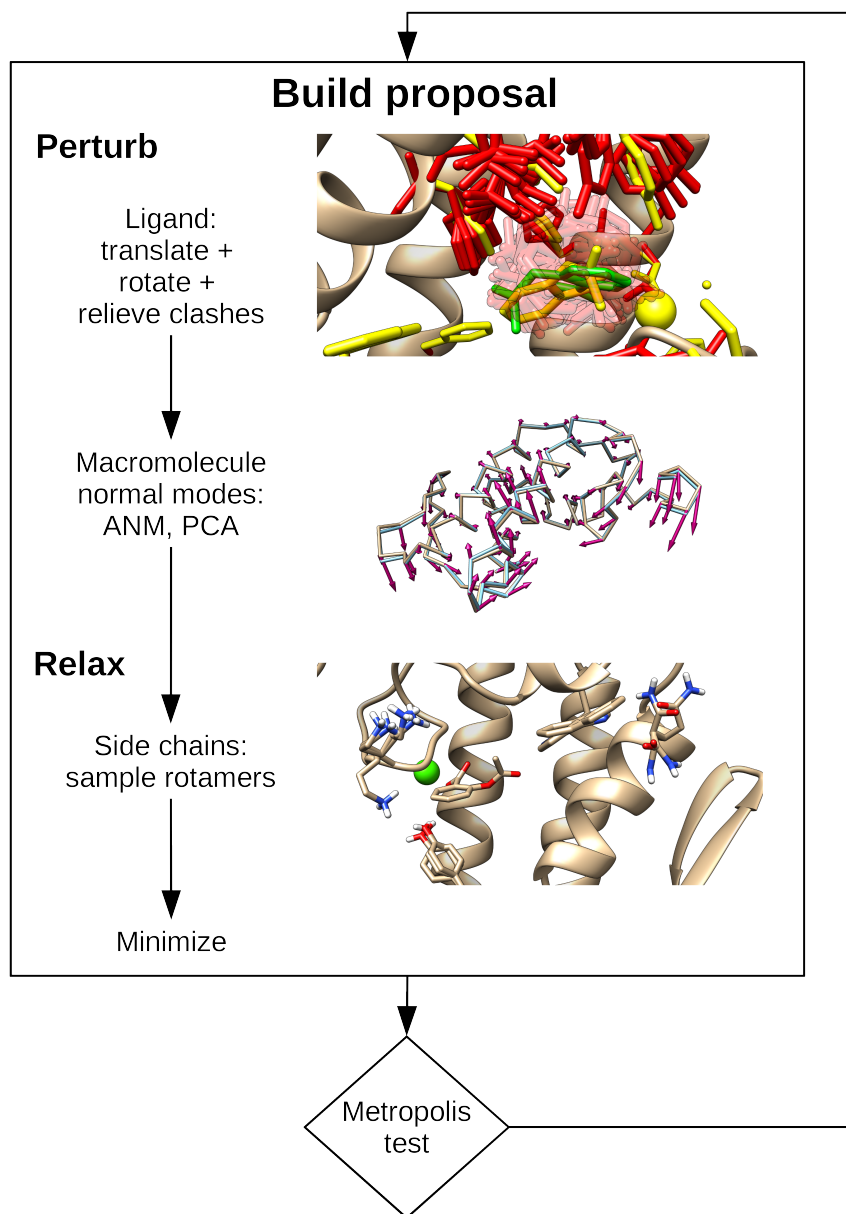 Build proposal
Perturb
Ligand:
translate +
rotate +
relieve clashes
Macromolecule
normal modes:
ANM, PCA
Relax
Side chains:
sample rotamers
Minimize
Metropolis
test